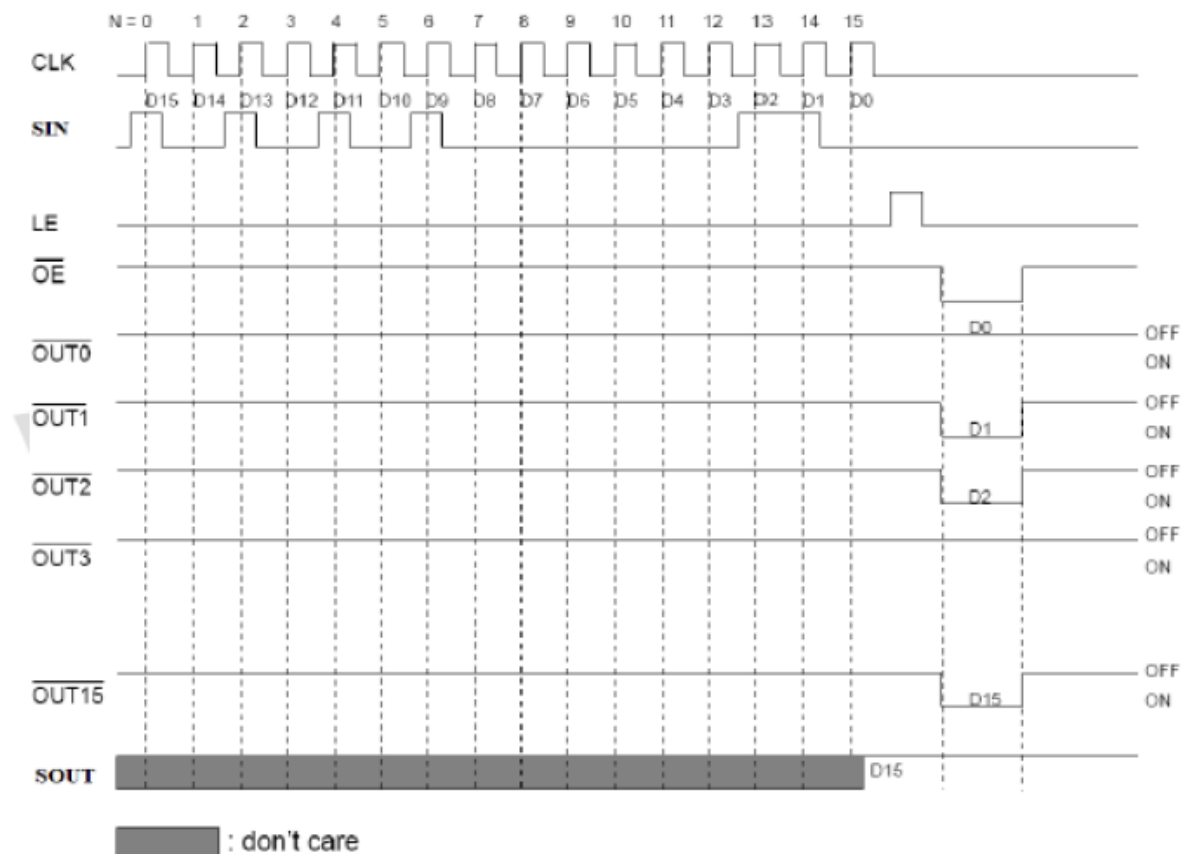 N = 0 1 2 3 4 5 6 7 8 9 10 11 12 13 14 15
CLK
D15 D14 D13 D12 D11 D10 D9 D8 D7 D6 D5 D4 D3 D2 D1 D0
SIN
LE
OE
D0 OFF
OUT0 ON
OUT1 OFF
D1 ON
OUT2 OFF
D2 ON
OFF
OUT3 ON
OFF
OUT15 D15 ON
SOUT D15
: don't care